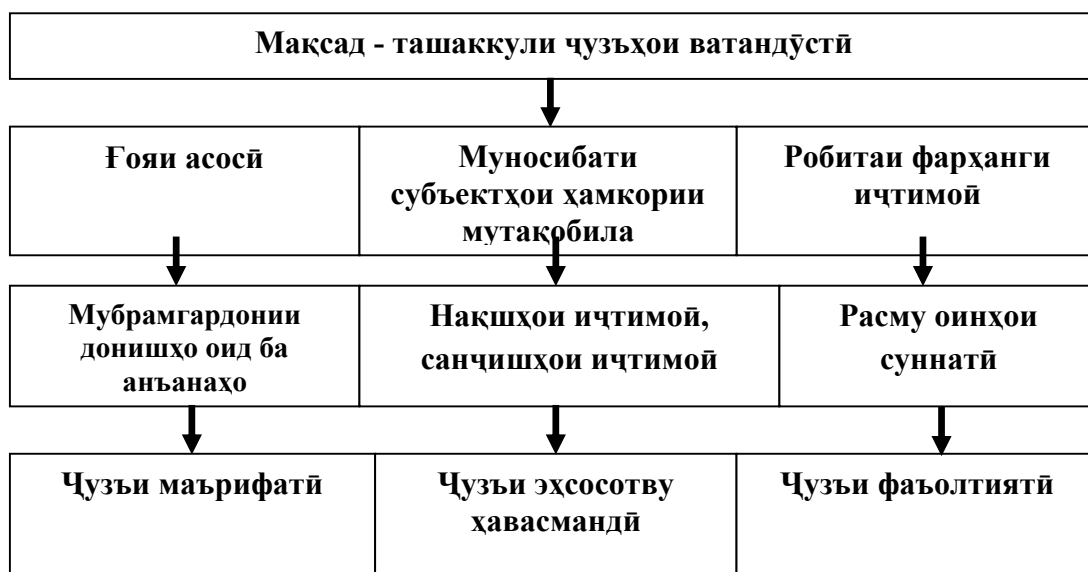 Мақсад - ташаккули ҷузъҳои ватандӯстӣ
Ғояи асосӣ
Муносибати
субъектҳои ҳамкории
мутақобила
Робитаи фарҳанги
иҷтимоӣ
Мубрамгардонии
донишҳо оид ба
анъанаҳо
Нақшҳои иҷтимоӣ,
санҷишҳои иҷтимоӣ
Расму оинҳои
суннатӣ
Ҷузъи маърифатӣ
Ҷузъи эҳсосотву
ҳавасмандӣ
Ҷузъи фаъолтиятӣ